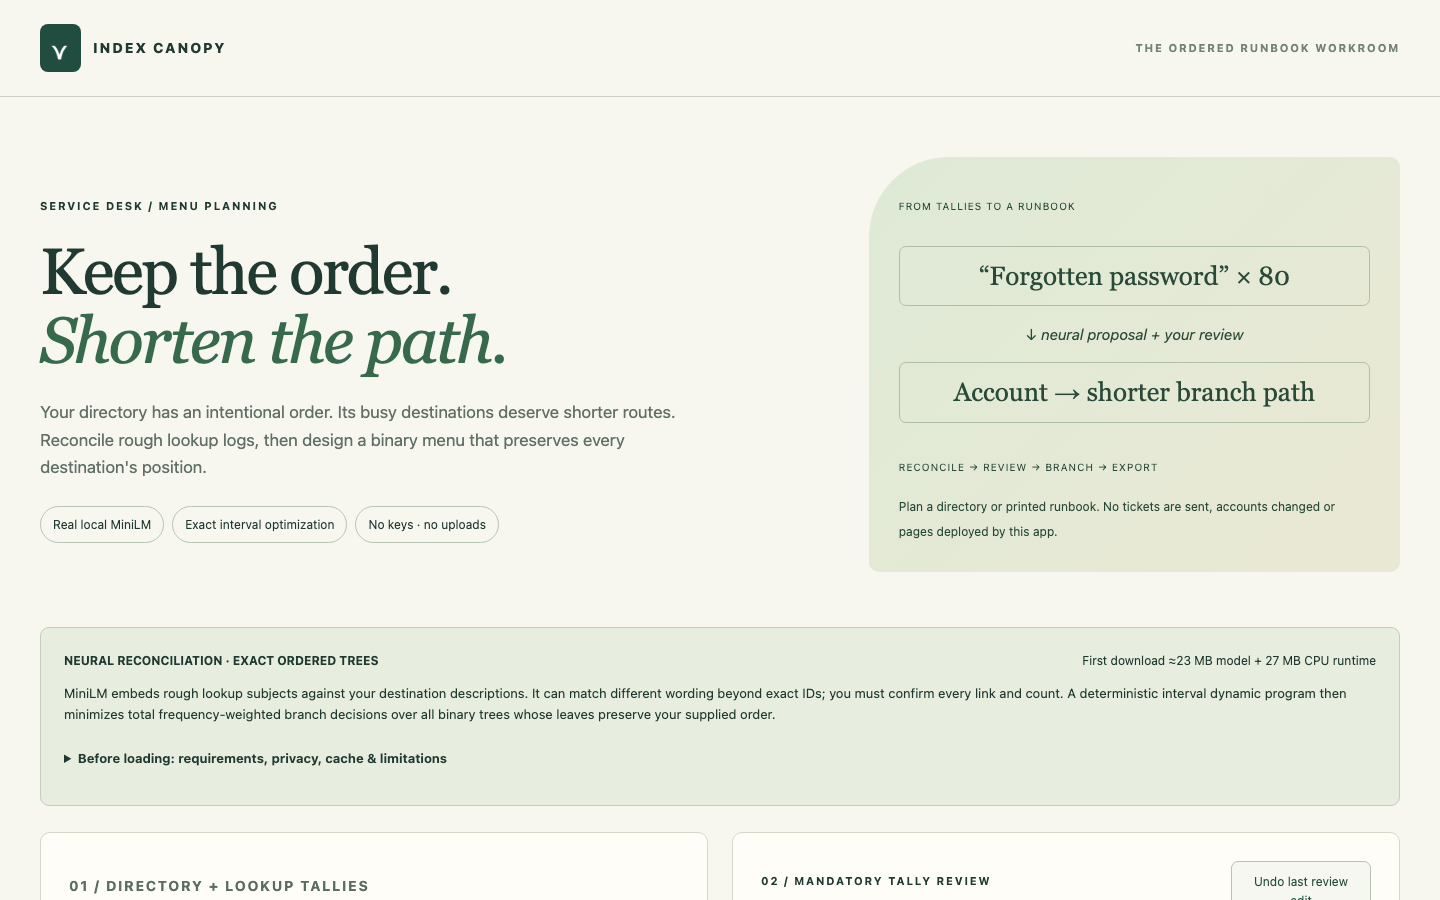 INDEX CANOPY
THE ORDERED RUNBOOK WORKROOM
SERVICE DESK / MENU PLANNING
Keep the order.
Shorten the path.
Your directory has an intentional order. Its busy destinations deserve shorter routes.
Reconcile rough lookup logs, then design a binary menu that preserves every
destination's position.
Real local MiniLM
Exact interval optimization
No keys · no uploads
FROM TALLIES TO A RUNBOOK
“Forgotten password” × 80
↓ neural proposal + your review
Account → shorter branch path
RECONCILE → REVIEW → BRANCH → EXPORT
Plan a directory or printed runbook. No tickets are sent, accounts changed or
pages deployed by this app.
NEURAL RECONCILIATION · EXACT ORDERED TREES
First download ≈23 MB model + 27 MB CPU runtime
MiniLM embeds rough lookup subjects against your destination descriptions. It can match different wording beyond exact IDs; you must confirm every link and count. A deterministic interval dynamic program then
minimizes total frequency-weighted branch decisions over all binary trees whose leaves preserve your supplied order.
▶ Before loading: requirements, privacy, cache & limitations
01 / DIRECTORY + LOOKUP TALLIES
02 / MANDATORY TALLY REVIEW
Undo last review
edit